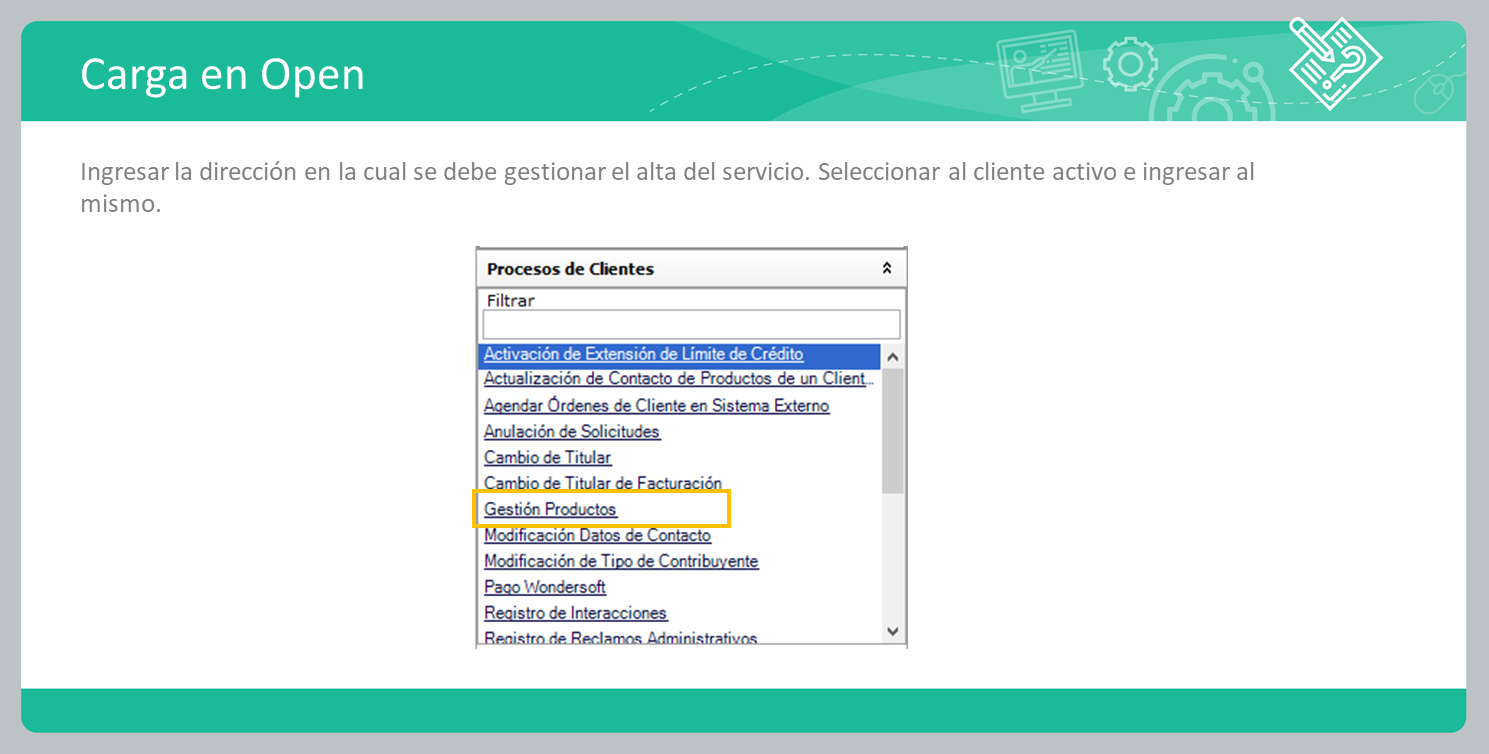 Carga en Open
Ingresar la dirección en la cual se debe gestionar el alta del servicio. Seleccionar al cliente activo e ingresar al
mismo.
Procesos de Clientes
Filtrar
Activación de Extensión de Límite de Crédito
Actualización de Contacto de Productos de un Client...
Agendar Órdenes de Cliente en Sistema Externo
Anulación de Solicitudes
Cambio de Titular
Cambio de Titular de Facturación
Gestión Productos
Modificación Datos de Contacto
Modificación de Tipo de Contribuyente
Pago Wondersoft
Registro de Interacciones
Registro de Reclamos Administrativos